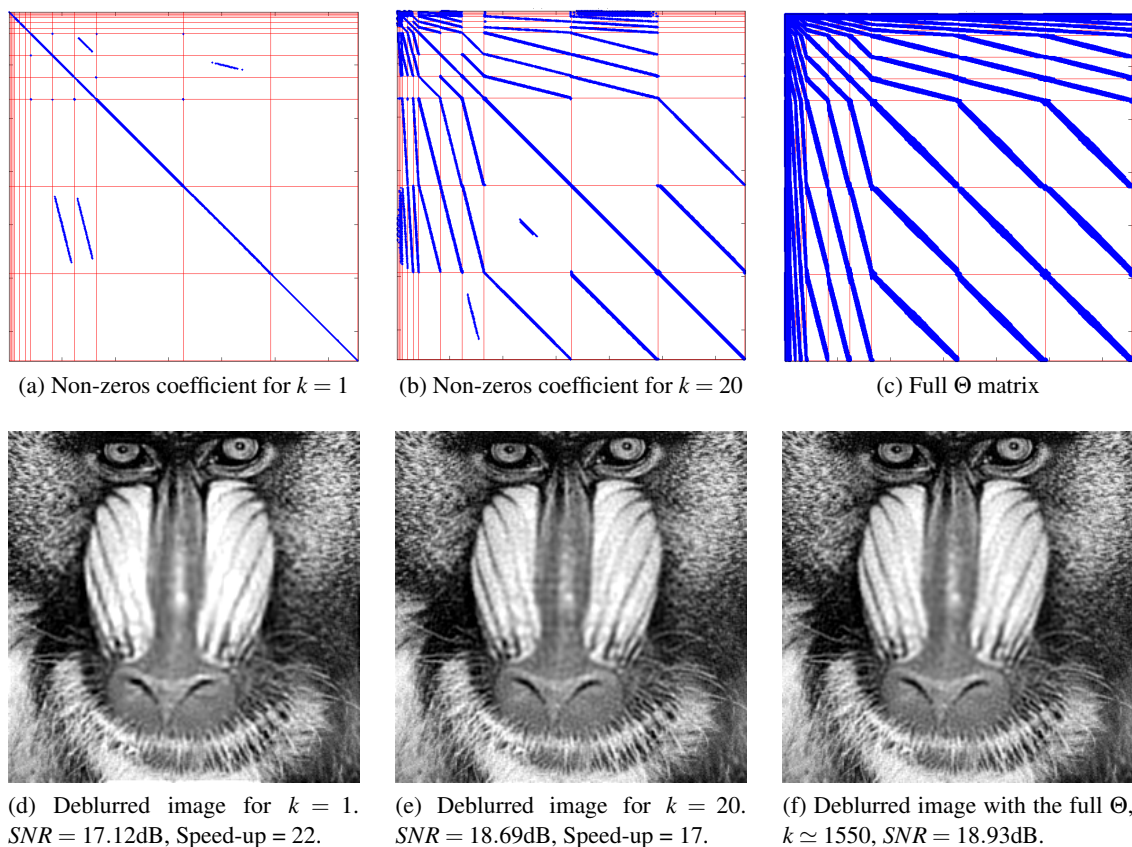 (a) Non-zeros coefficient for k = 1
(b) Non-zeros coefficient for k = 20
(c) Full Θ matrix
(d) Deblurred image for k = 1.
SNR = 17.12dB, Speed-up = 22.
(e) Deblurred image for k = 20.
SNR = 18.69dB, Speed-up = 17.
(f) Deblurred image with the full Θ,
k ≃ 1550, SNR = 18.93dB.